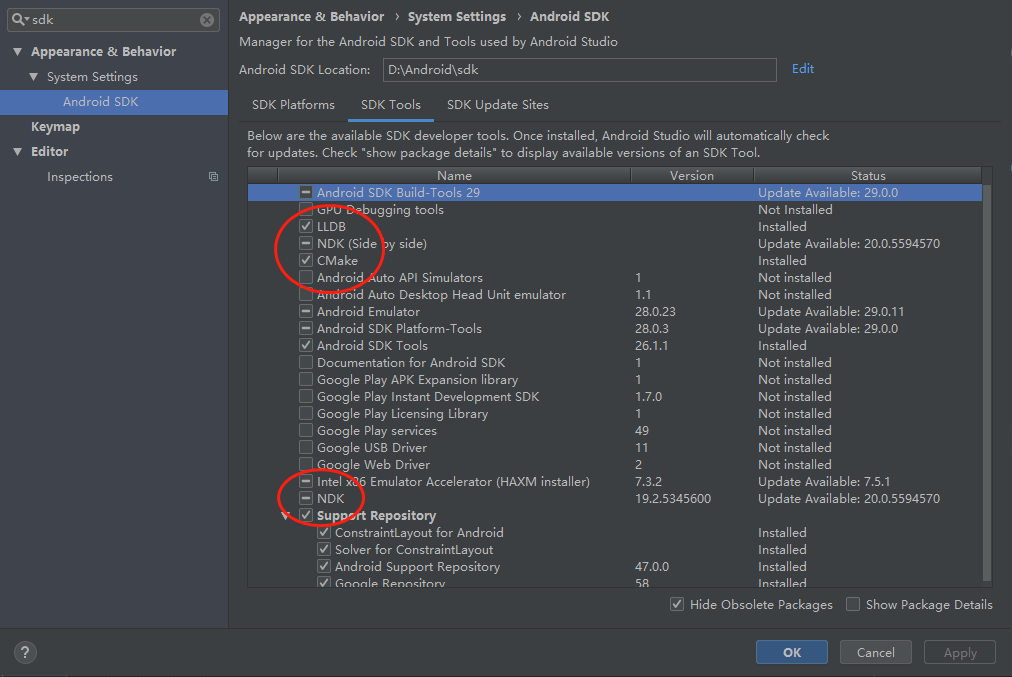 sdk
Appearance & Behavior
System Settings
Android SDK
Keymap
Editor
Inspections
Appearance & Behavior › System Settings › Android SDK
Manager for the Android SDK and Tools used by Android Studio
Android SDK Location: D:\Android\sdk Edit
SDK Platforms SDK Tools SDK Update Sites
Below are the available SDK developer tools. Once installed, Android Studio will automatically check
for updates. Check "show package details" to display available versions of an SDK Tool.
Name Version Status
Android SDK Build-Tools 29 Update Available: 29.0.0
GPU Debugging tools Not Installed
LLDB Installed
NDK (Side by side) Update Available: 20.0.5594570
CMake Installed
Android Auto API Simulators 1 Not installed
Android Auto Desktop Head Unit emulator 1.1 Not installed
Android Emulator 28.0.23 Update Available: 29.0.11
Android SDK Platform-Tools 28.0.3 Update Available: 29.0.0
Android SDK Tools 26.1.1 Installed
Documentation for Android SDK 1 Not installed
Google Play APK Expansion library 1 Not installed
Google Play Instant Development SDK 1.7.0 Not installed
Google Play Licensing Library 1 Not installed
Google Play services 49 Not installed
Google USB Driver 11 Not installed
Google Web Driver 2 Not installed
Intel x86 Emulator Accelerator (HAXM installer) 7.3.2 Update Available: 7.5.1
NDK 19.2.5345600 Update Available: 20.0.5594570
Support Repository
ConstraintLayout for Android Installed
Solver for ConstraintLayout Installed
Android Support Repository 47.0.0 Installed
Google Repository 58 Installed
Hide Obsolete Packages Show Package Details
? OK Cancel Apply